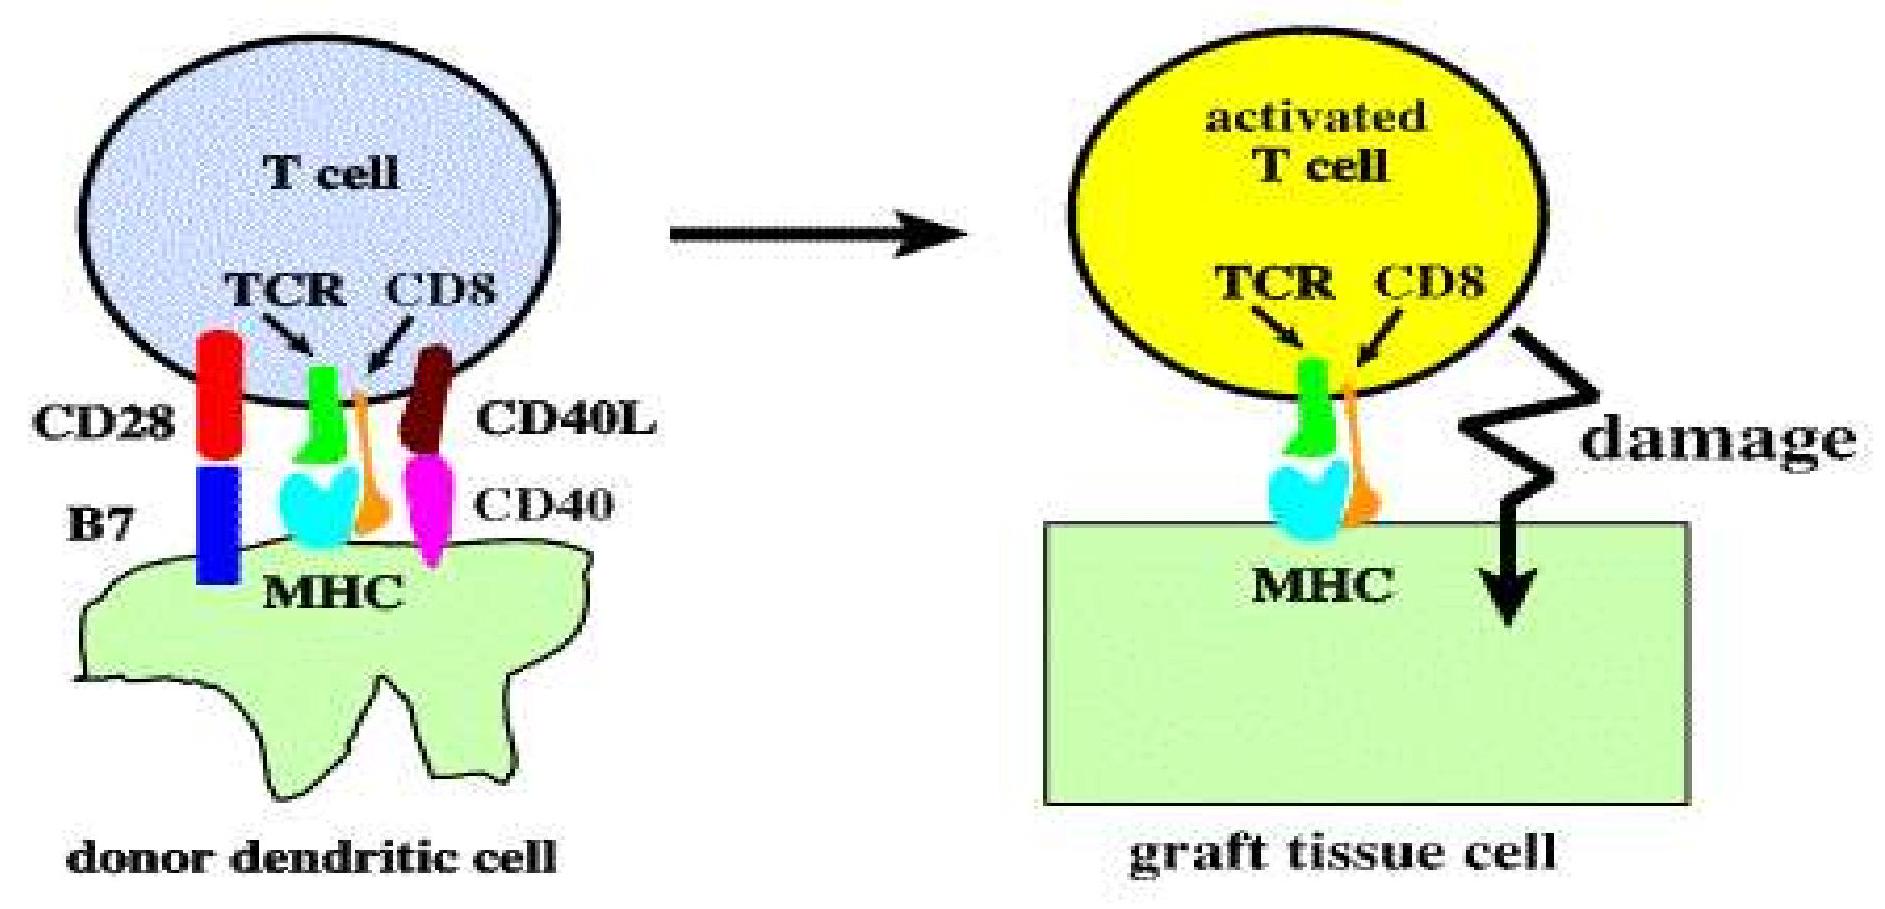 T cell
TCR CD8
CD28
CD40L
B7
CD40
MHC
donor dendritic cell
activated
T cell
TCR CD8
damage
MHC
graft tissue cell